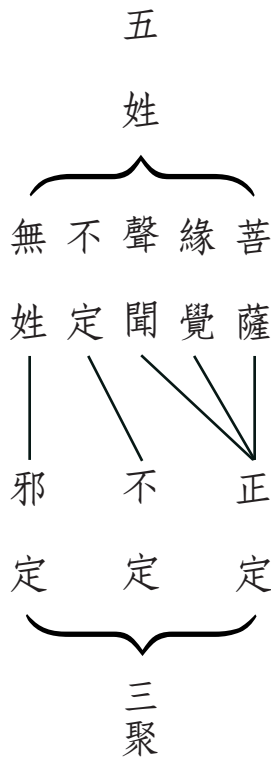 五姓
菩薩
緣覺
聲聞
不定
無姓
正定
不定
邪定
三聚